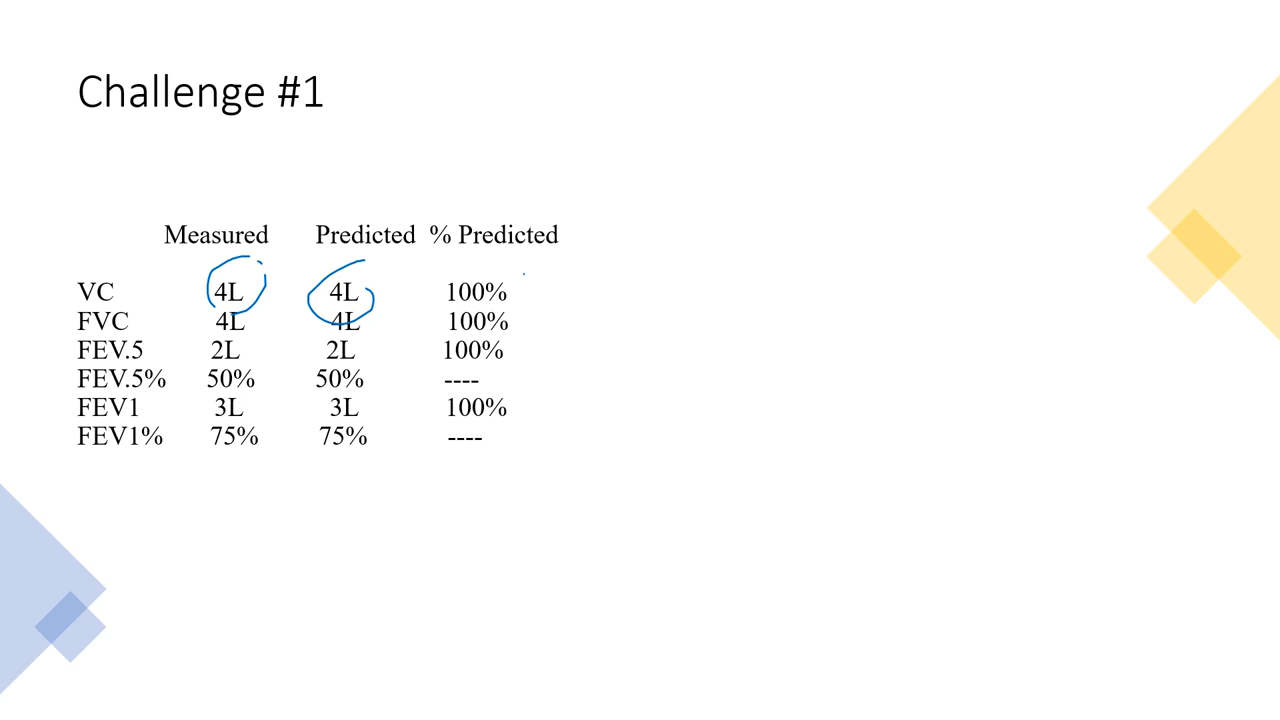 Challenge #1
Measured Predicted % Predicted
VC 4L 4L 100%
FVC 4L 4L 100%
FEV.5 2L 2L 100%
FEV.5% 50% 50% ----
FEV1 3L 3L 100%
FEV1% 75% 75% ----